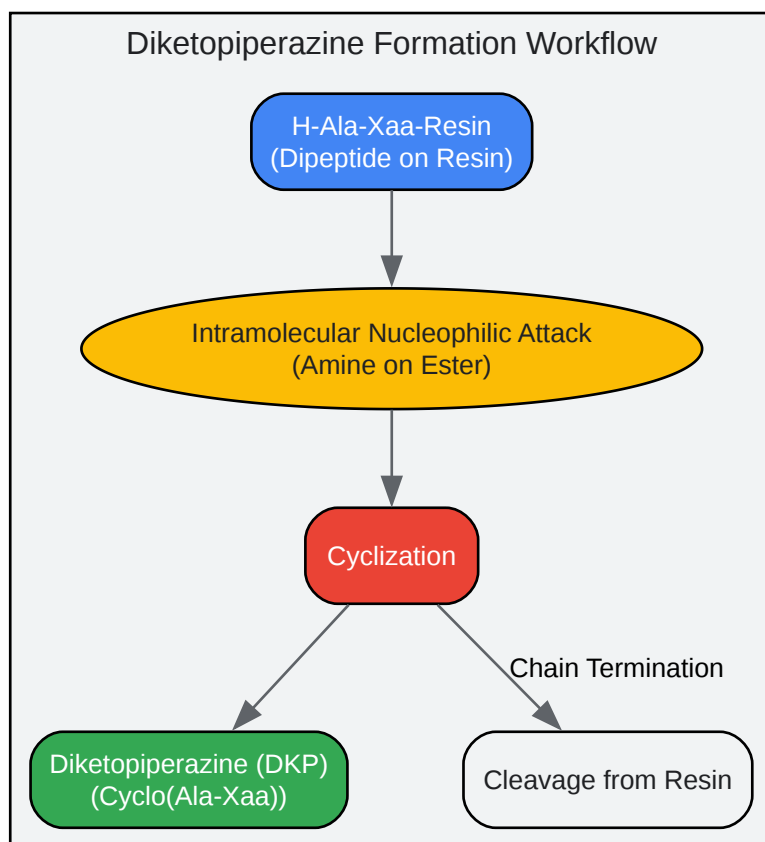 Diketopiperazine Formation Workflow
H-Ala-Xaa-Resin
(Dipeptide on Resin)
Intramolecular Nucleophilic Attack
(Amine on Ester)
Cyclization
Chain Termination
Diketopiperazine (DKP)
(Cyclo(Ala-Xaa))
Cleavage from Resin